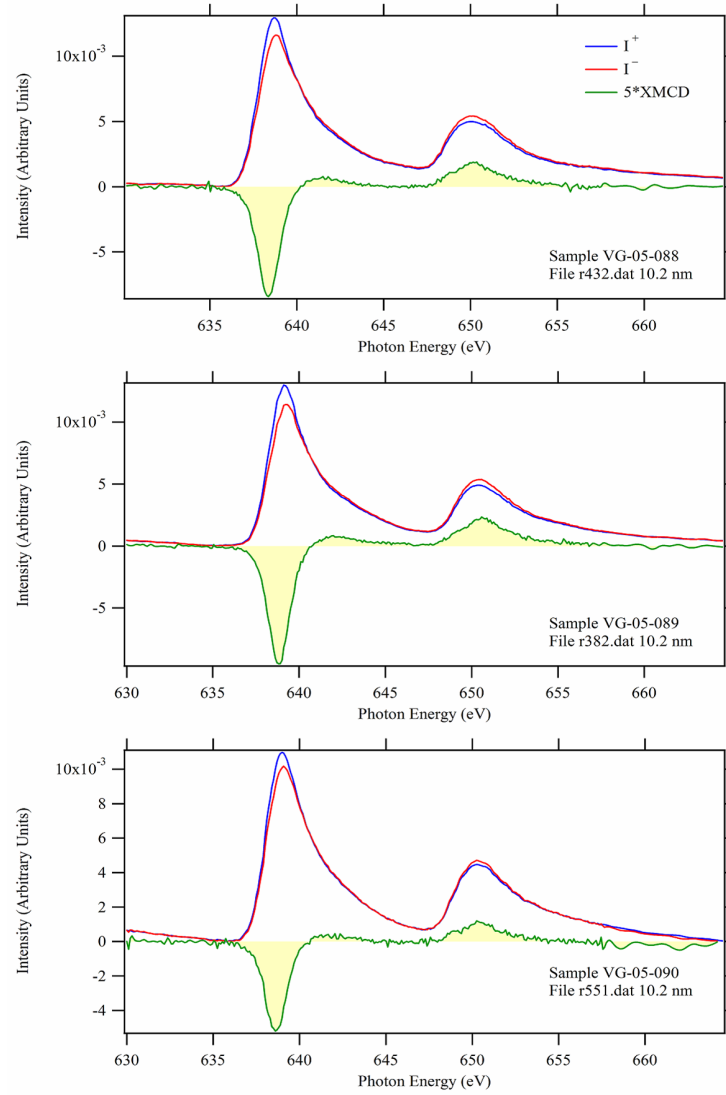 Intensity (Arbitrary Units)
10x10⁻³
5
0
-5
I⁺
I⁻
5*XMCD
Sample VG-05-088
File r432.dat 10.2 nm
635 640 645 650 655 660
Photon Energy (eV)
Intensity (Arbitrary Units)
10x10⁻³
5
0
-5
Sample VG-05-089
File r382.dat 10.2 nm
630 635 640 645 650 655 660
Photon Energy (eV)
Intensity (Arbitrary Units)
10x10⁻³
8
6
4
2
0
-2
-4
Sample VG-05-090
File r551.dat 10.2 nm
630 635 640 645 650 655 660
Photon Energy (eV)